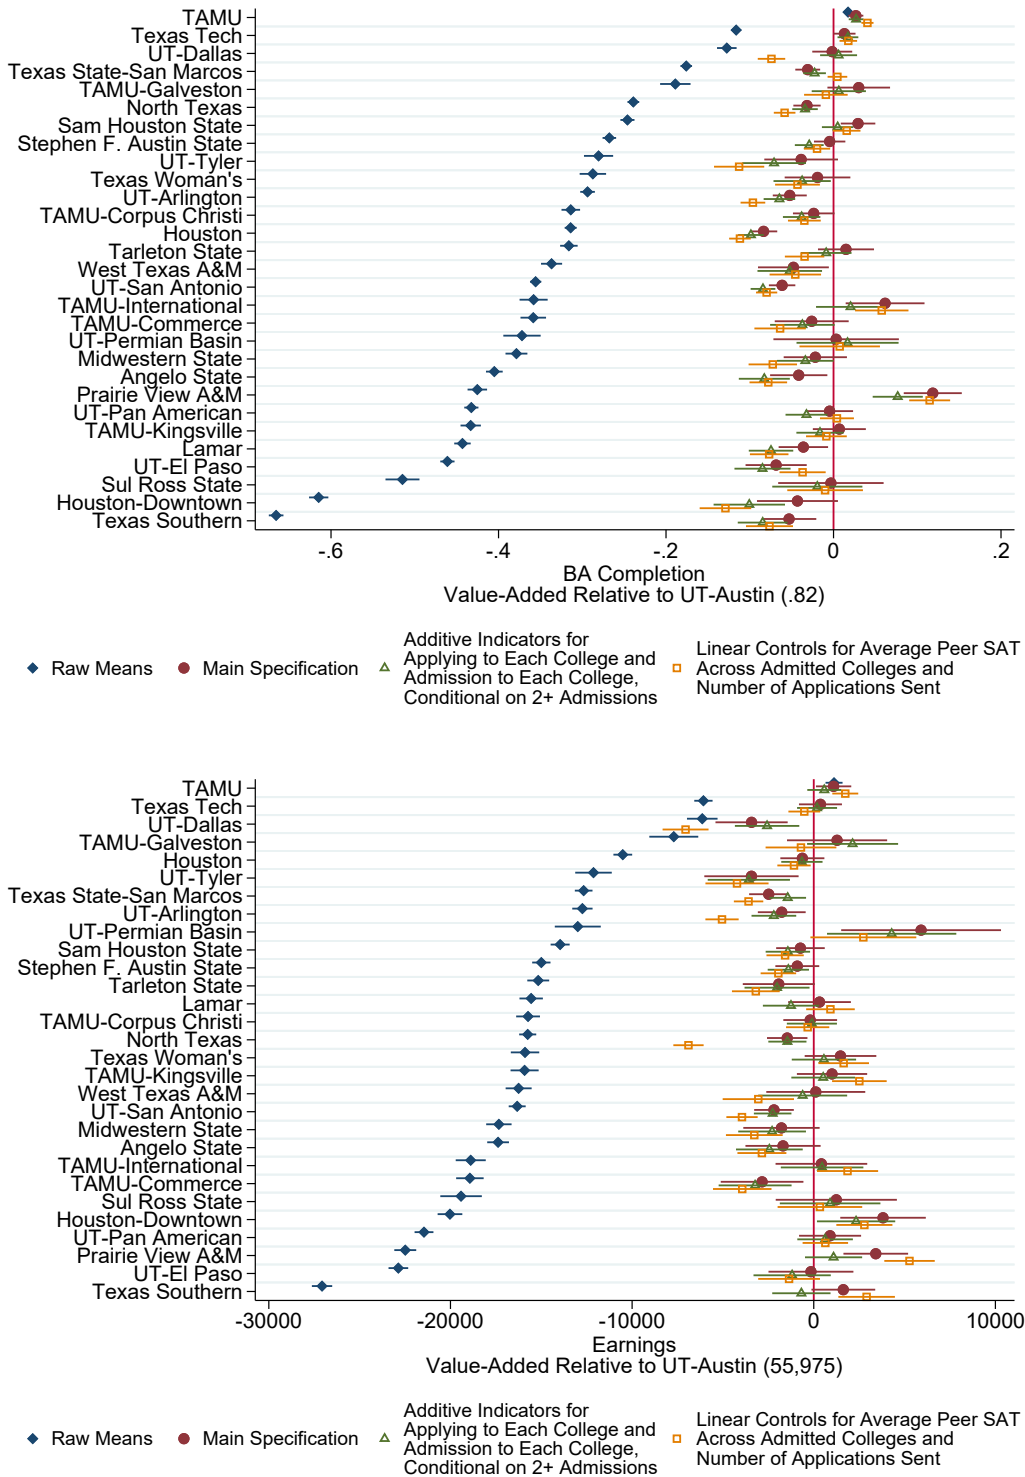 TAMU
Texas Tech
UT-Dallas
Texas State-San Marcos
TAMU-Galveston
North Texas
Sam Houston State
Stephen F. Austin State
UT-Tyler
Texas Woman's
UT-Arlington
TAMU-Corpus Christi
Houston
Tarleton State
West Texas A&M
UT-San Antonio
TAMU-International
TAMU-Commerce
UT-Permian Basin
Midwestern State
Angelo State
Prairie View A&M
UT-Pan American
TAMU-Kingsville
Lamar
UT-El Paso
Sul Ross State
Houston-Downtown
Texas Southern
-.6 -.4 -.2 0 .2
BA Completion
Value-Added Relative to UT-Austin (.82)
Raw Means
Main Specification
Additive Indicators for
Applying to Each College and
Admission to Each College,
Conditional on 2+ Admissions
Linear Controls for Average Peer SAT
Across Admitted Colleges and
Number of Applications Sent
TAMU
Texas Tech
UT-Dallas
TAMU-Galveston
Houston
UT-Tyler
Texas State-San Marcos
UT-Arlington
UT-Permian Basin
Sam Houston State
Stephen F. Austin State
Tarleton State
Lamar
TAMU-Corpus Christi
North Texas
Texas Woman's
TAMU-Kingsville
West Texas A&M
UT-San Antonio
Midwestern State
Angelo State
TAMU-International
TAMU-Commerce
Sul Ross State
Houston-Downtown
UT-Pan American
Prairie View A&M
UT-El Paso
Texas Southern
-30000 -20000 -10000 0 10000
Earnings
Value-Added Relative to UT-Austin (55,975)
Raw Means
Main Specification
Additive Indicators for
Applying to Each College and
Admission to Each College,
Conditional on 2+ Admissions
Linear Controls for Average Peer SAT
Across Admitted Colleges and
Number of Applications Sent